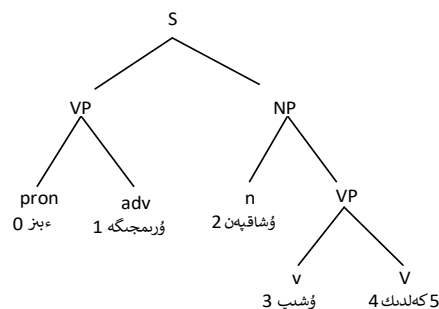 S
VP NP
pron adv n VP
0 ءبىز 1 ۇرىمجىگە 2 ۇشاقپەن
v V
3 ۇشىپ 4 كەلدىك 5